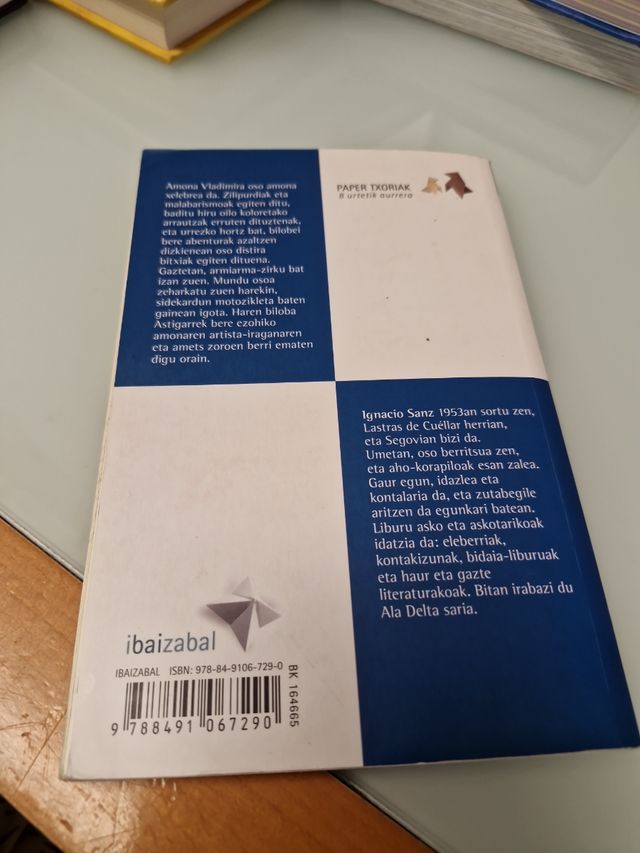 Amona Vladimira oso amona
xelebrea da. Zilipurdiak eta
malabarismoak egiten ditu,
baditu hiru oilo koloretako
arrautzak erruten dituztenak,
eta urrezko hortz bat, bilobei
bere abenturak azaltzen
dizkienean oso distira
bitxiak egiten dituena.
Gaztetan, armiarma-zirku bat
izan zuen. Mundu osoa
zeharkatu zuen harekin,
sidekardun motozikleta baten
gainean igota. Haren biloba
Astigarrek bere ezohiko
amonaren artista-iraganaren
eta amets zoroen berri ematen
digu orain.
PAPER TXORIAK
8 urtetik aurrera
Ignacio Sanz 1953an sortu zen,
Lastras de Cuéllar herrian,
eta Segovian bizi da.
Umetan, oso berritsua zen,
eta aho-korapiloak esan zalea.
Gaur egun, idazlea eta
kontalaria da, eta zutabegile
aritzen da egunkari batean.
Liburu asko eta askotarikoak
idatzia da: eleberriak,
kontakizunak, bidaia-liburuak
eta haur eta gazte
literaturakoak. Bitan irabazi du
Ala Delta saria.
ibaizabal
IBAIZABAL ISBN: 978-84-9106-729-0
BK 164665
9 788491 067290